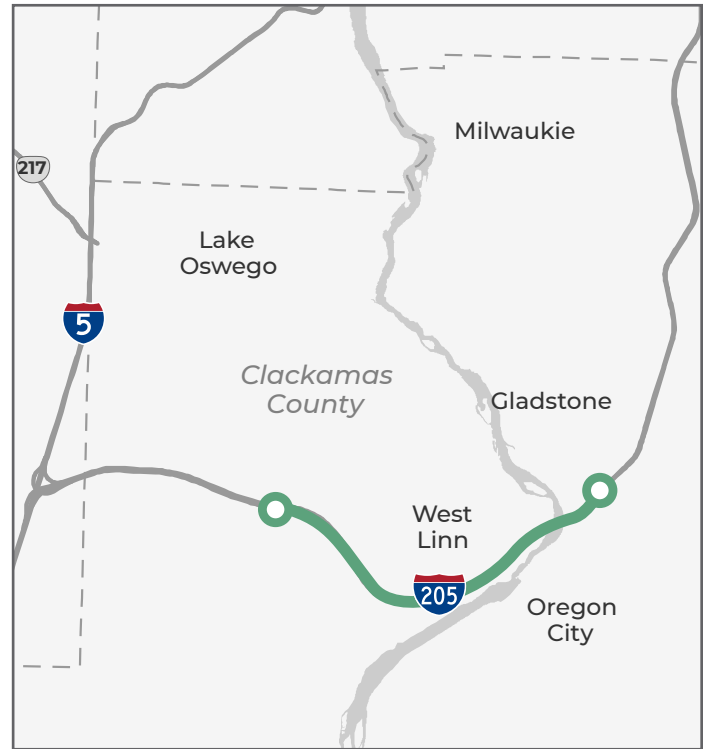 Milwaukie
217
Lake
Oswego
5
Clackamas
County
Gladstone
West
Linn
205
Oregon
City